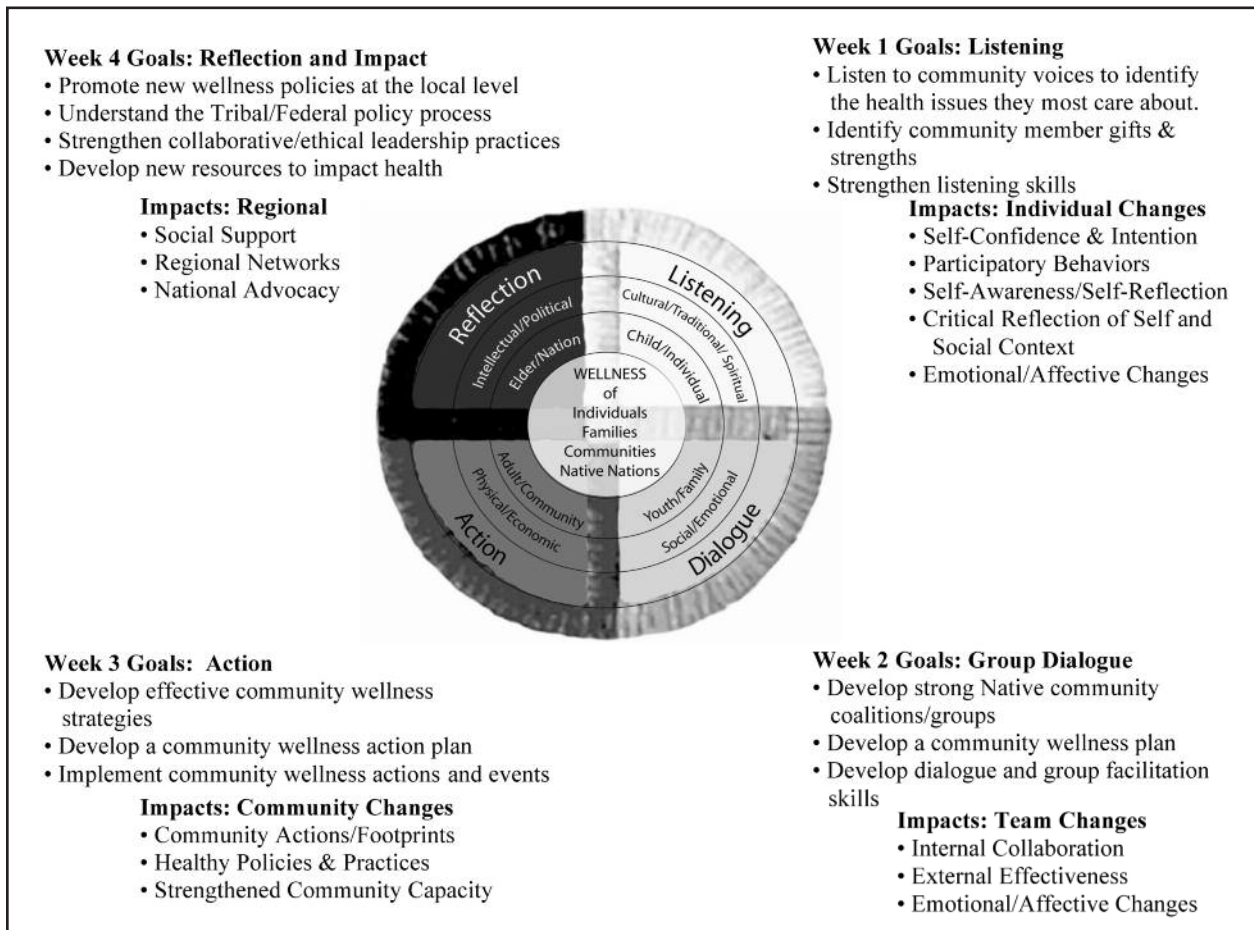 Week 4 Goals: Reflection and Impact
• Promote new wellness policies at the local level
• Understand the Tribal/Federal policy process
• Strengthen collaborative/ethical leadership practices
• Develop new resources to impact health
Impacts: Regional
• Social Support
• Regional Networks
• National Advocacy
Week 1 Goals: Listening
• Listen to community voices to identify
the health issues they most care about.
• Identify community member gifts &
strengths
• Strengthen listening skills
Impacts: Individual Changes
• Self-Confidence & Intention
• Participatory Behaviors
• Self-Awareness/Self-Reflection
• Critical Reflection of Self and
Social Context
• Emotional/Affective Changes
Reflection
Intellectual/Political
Elder/Nation
Listening
Cultural/Traditional/ Spiritual
Child/Individual
WELLNESS
of
Individuals
Families
Communities
Native Nations
Adult/Community
Physical/Economic
Action
Youth/Family
Social/Emotional
Dialogue
Week 3 Goals: Action
• Develop effective community wellness
strategies
• Develop a community wellness action plan
• Implement community wellness actions and events
Impacts: Community Changes
• Community Actions/Footprints
• Healthy Policies & Practices
• Strengthened Community Capacity
Week 2 Goals: Group Dialogue
• Develop strong Native community
coalitions/groups
• Develop a community wellness plan
• Develop dialogue and group facilitation
skills
Impacts: Team Changes
• Internal Collaboration
• External Effectiveness
• Emotional/Affective Changes